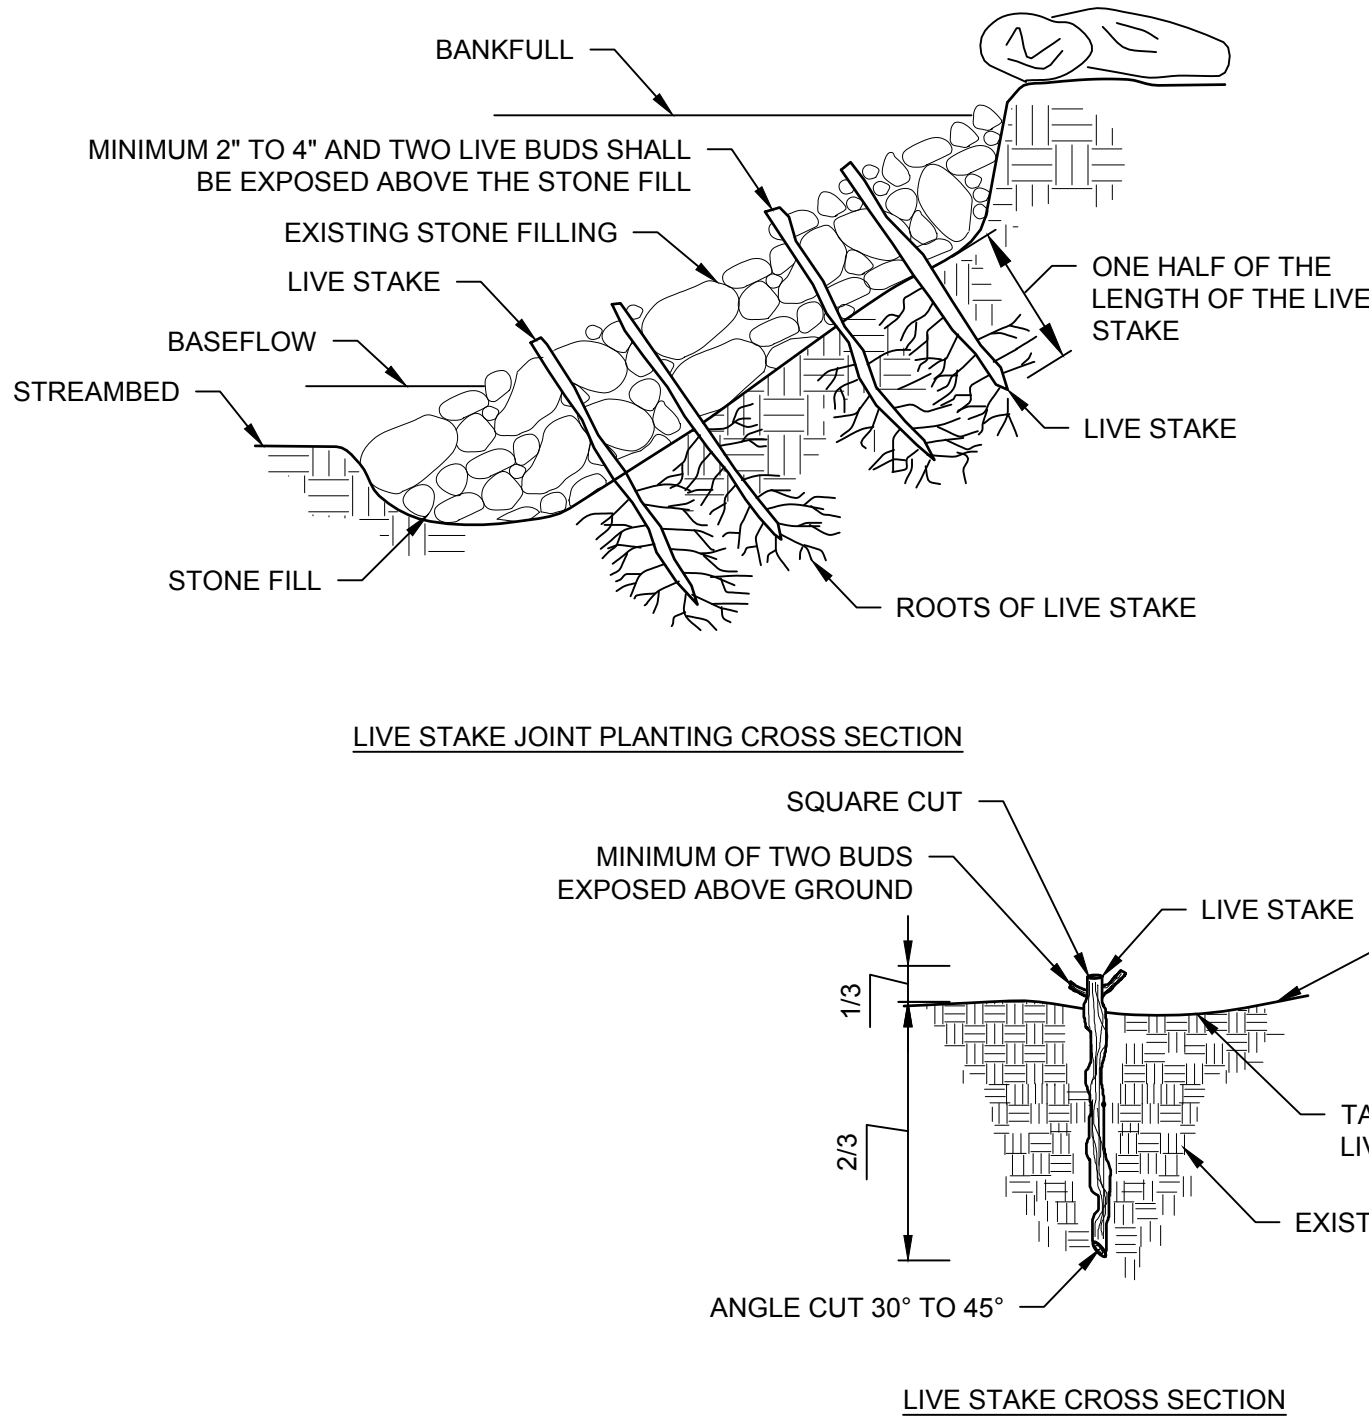 BANKFULL
MINIMUM 2" TO 4" AND TWO LIVE BUDS SHALL
BE EXPOSED ABOVE THE STONE FILL
EXISTING STONE FILLING
LIVE STAKE
BASEFLOW
STREAMBED
ONE HALF OF THE
LENGTH OF THE LIVE
STAKE
LIVE STAKE
STONE FILL
ROOTS OF LIVE STAKE
LIVE STAKE JOINT PLANTING CROSS SECTION
SQUARE CUT
MINIMUM OF TWO BUDS
EXPOSED ABOVE GROUND
LIVE STAKE
1/3
2/3
TA
LIV
EXIST
ANGLE CUT 30° TO 45°
LIVE STAKE CROSS SECTION